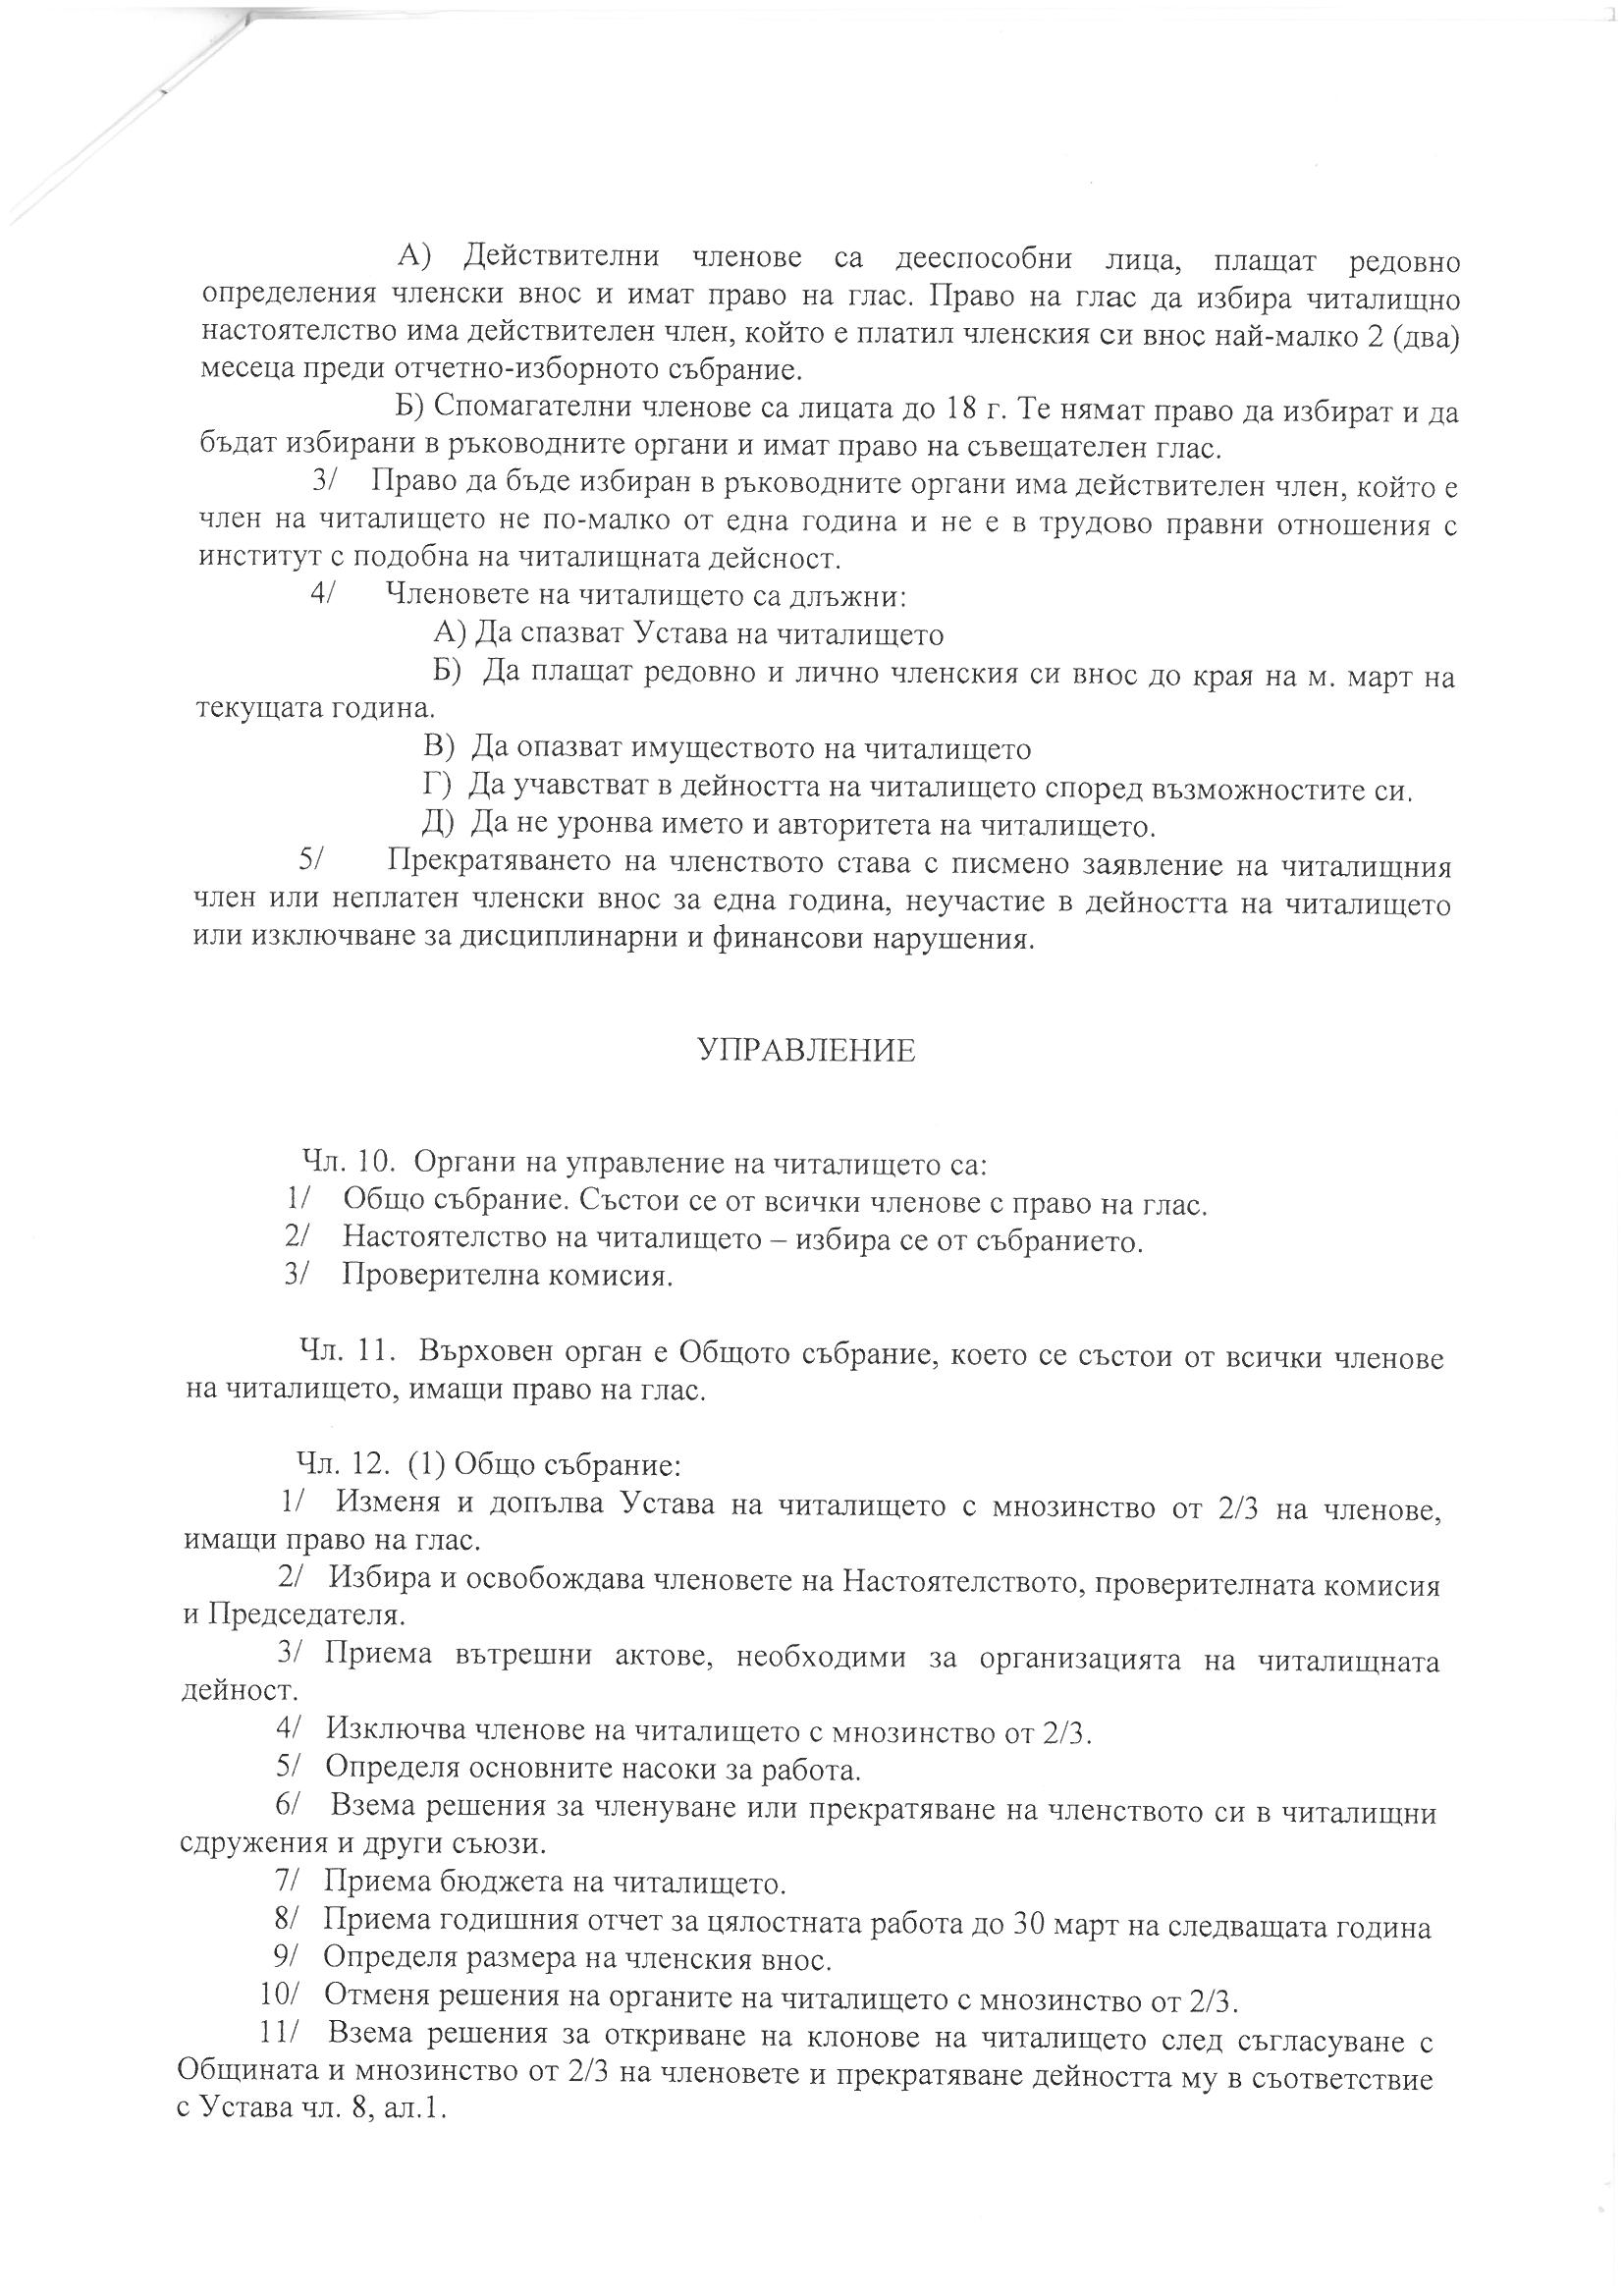 А) Действителни членове са дееспособни лица, плащат редовно
определения членски внос и имат право на глас. Право на глас да избира читалищно
настоятелство има действителен член, който е платил членския си внос най-малко 2 (два)
месеца преди отчетно-изборното събрание.
Б) Спомагателни членове са лицата до 18 г. Те нямат право да избират и да
бъдат избирани в ръководните органи и имат право на съвещателен глас.
3/ Право да бъде избиран в ръководните органи има действителен член, който е
член на читалището не по-малко от една година и не е в трудово правни отношения с
институт с подобна на читалищната дейсност.
4/ Членовете на читалището са длъжни:
А) Да спазват Устава на читалището
Б) Да плащат редовно и лично членския си внос до края на м. март на
текущата година.
В) Да опазват имуществото на читалището
Г) Да учавстват в дейността на читалището според възможностите си.
Д) Да не уронва името и авторитета на читалището.
5/ Прекратяването на членството става с писмено заявление на читалищния
член или неплатен членски внос за една година, неучастие в дейността на читалището
или изключване за дисциплинарни и финансови нарушения.
УПРАВЛЕНИЕ
Чл. 10. Органи на управление на читалището са:
1/ Общо събрание. Състои се от всички членове с право на глас.
2/ Настоятелство на читалището – избира се от събранието.
3/ Проверителна комисия.
Чл. 11. Върховен орган е Общото събрание, което се състои от всички членове
на читалището, имащи право на глас.
Чл. 12. (1) Общо събрание:
1/ Изменя и допълва Устава на читалището с мнозинство от 2/3 на членове,
имащи право на глас.
2/ Избира и освобождава членовете на Настоятелството, проверителната комисия
и Председателя.
3/ Приема вътрешни актове, необходими за организацията на читалищната
дейност.
4/ Изключва членове на читалището с мнозинство от 2/3.
5/ Определя основните насоки за работа.
6/ Взема решения за членуване или прекратяване на членството си в читалищни
сдружения и други съюзи.
7/ Приема бюджета на читалището.
8/ Приема годишния отчет за цялостната работа до 30 март на следващата година
9/ Определя размера на членския внос.
10/ Отменя решения на органите на читалището с мнозинство от 2/3.
11/ Взема решения за откриване на клонове на читалището след съгласуване с
Общината и мнозинство от 2/3 на членовете и прекратяване дейността му в съответствие
с Устава чл. 8, ал.1.